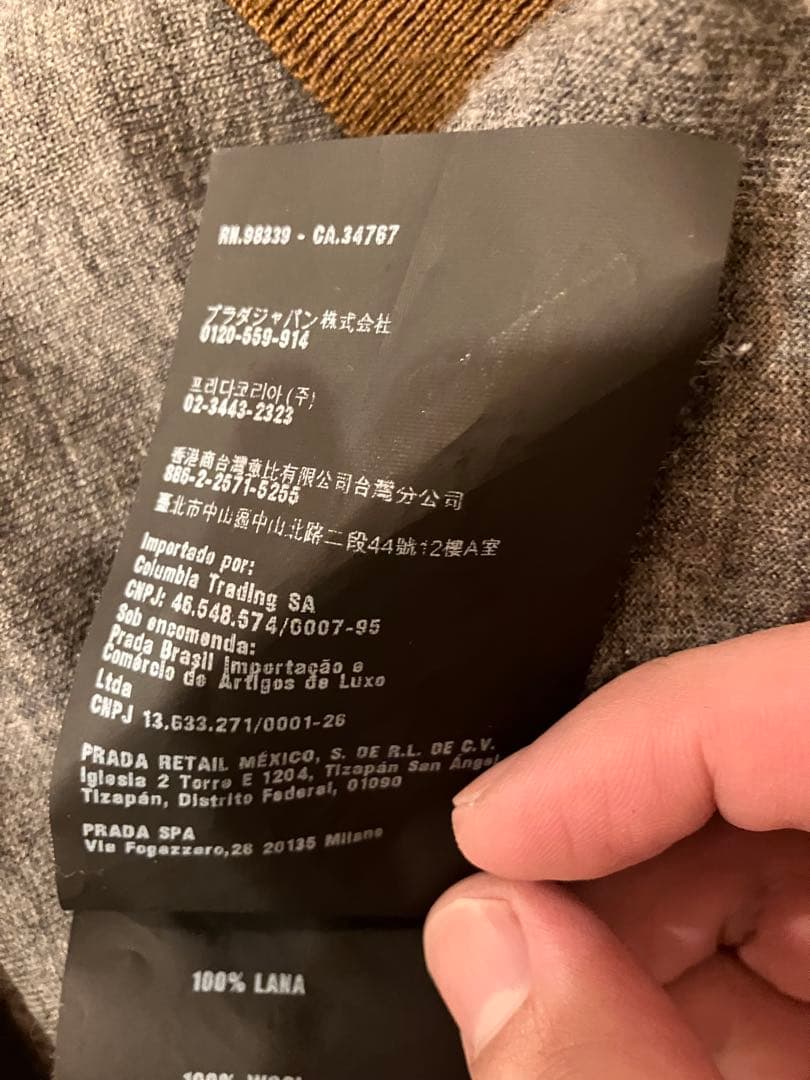 RN.98339 - CA.34767
プラダジャパン株式会社
0120-559-914
프라다코리아(주)
02-3443-2323
香港商台灣章比有限公司台灣分公司
886-2-2571-5255
臺北市中山區中山北路二段44號12樓A室
Importado por:
Columbia Trading SA
CNPJ: 46.548.574/0007-95
Sob encomenda:
Prada Brasil Importação e
Comércio de Artigos de Luxo
Ltda
CNPJ 13.633.271/0001-26
PRADA RETAIL MÉXICO, S. DE R.L. DE C.V.
Iglesia 2 Torre E 1204, Tizapán San Ángel
Tizapán, Distrito Federal, 01090
PRADA SPA
Via Fogazzaro,28 20135 Milano
100% LANA
100% WOOL